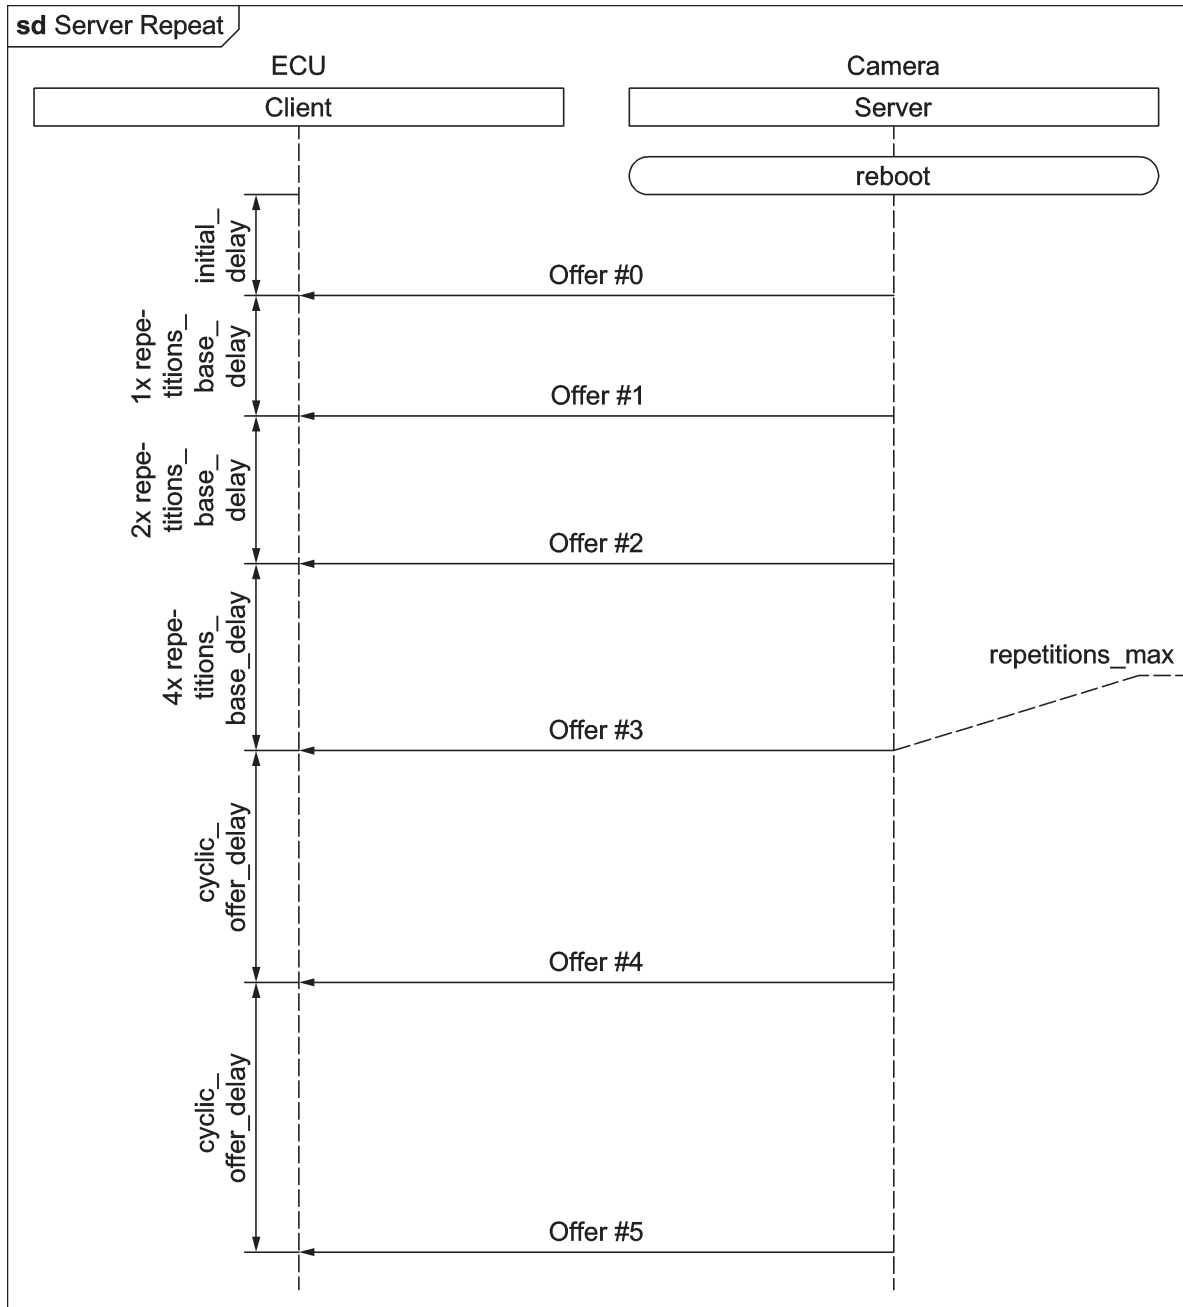 sd Server Repeat
ECU
Camera
Client
Server
reboot
initial_
delay
Offer #0
1x repe-
titions_
base_
delay
Offer #1
2x repe-
titions_
base_
delay
Offer #2
4x repe-
titions_
base_delay
repetitions_max
Offer #3
cyclic_
offer_delay
Offer #4
cyclic_
offer_delay
Offer #5